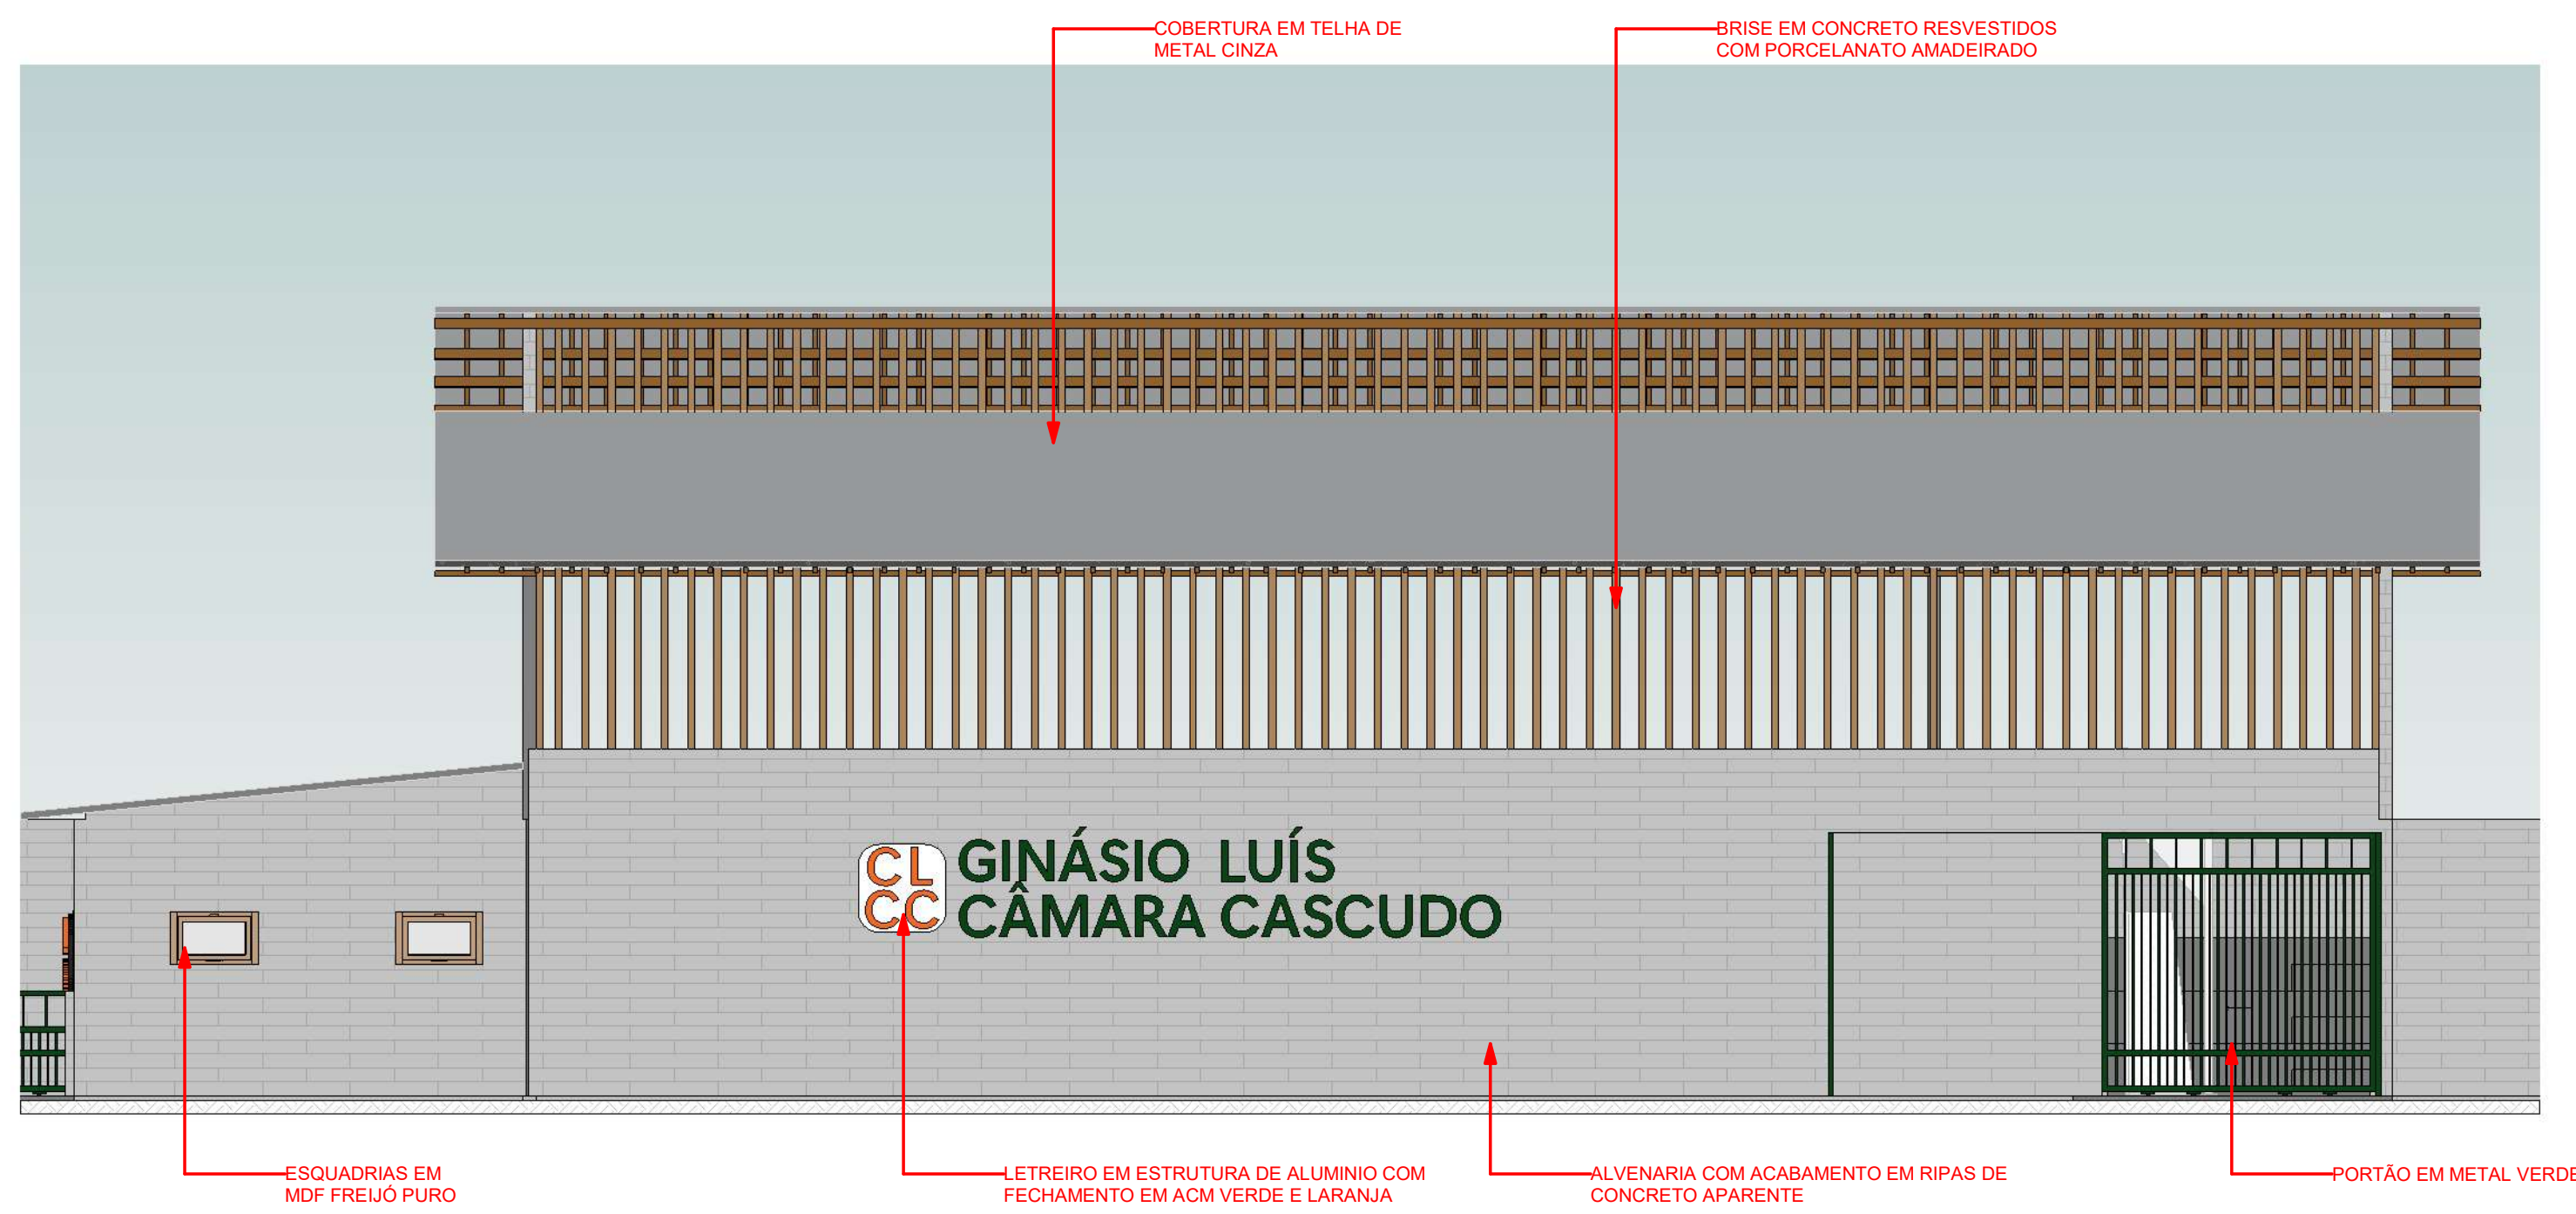 COBERTURA EM TELHA DE
METAL CINZA
BRISE EM CONCRETO RESVESTIDOS
COM PORCELANATO AMADEIRADO
CL
CC
GINÁSIO LUÍS
CÂMARA CASCUDO
ESQUADRIAS EM
MDF FREIJÓ PURO
LETREIRO EM ESTRUTURA DE ALUMINIO COM
FECHAMENTO EM ACM VERDE E LARANJA
ALVENARIA COM ACABAMENTO EM RIPAS DE
CONCRETO APARENTE
PORTÃO EM METAL VERDE